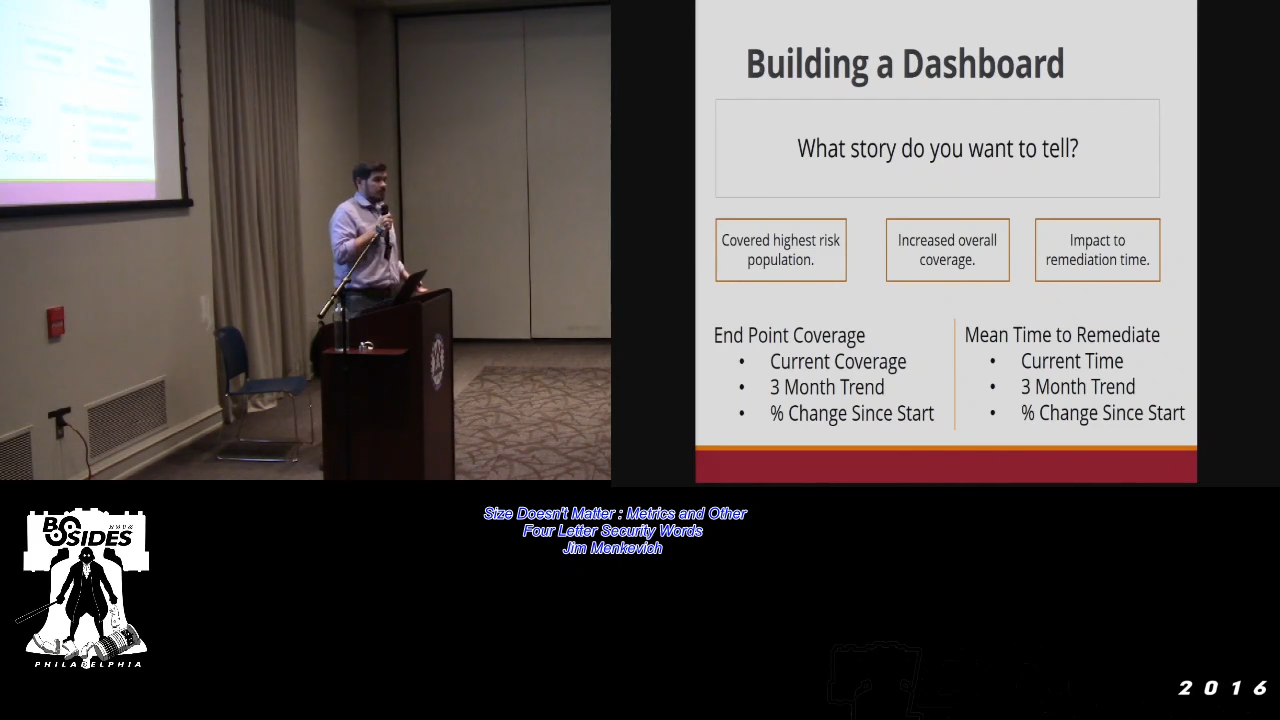 Building a Dashboard
What story do you want to tell?
Covered highest risk
population.
Increased overall
coverage.
Impact to
remediation time.
End Point Coverage
• Current Coverage
• 3 Month Trend
• % Change Since Start
Mean Time to Remediate
• Current Time
• 3 Month Trend
• % Change Since Start
Size Doesn't Matter : Metrics and Other
Four Letter Security Words
Jim Menkevich
BSIDES
PHILADELPHIA
2016